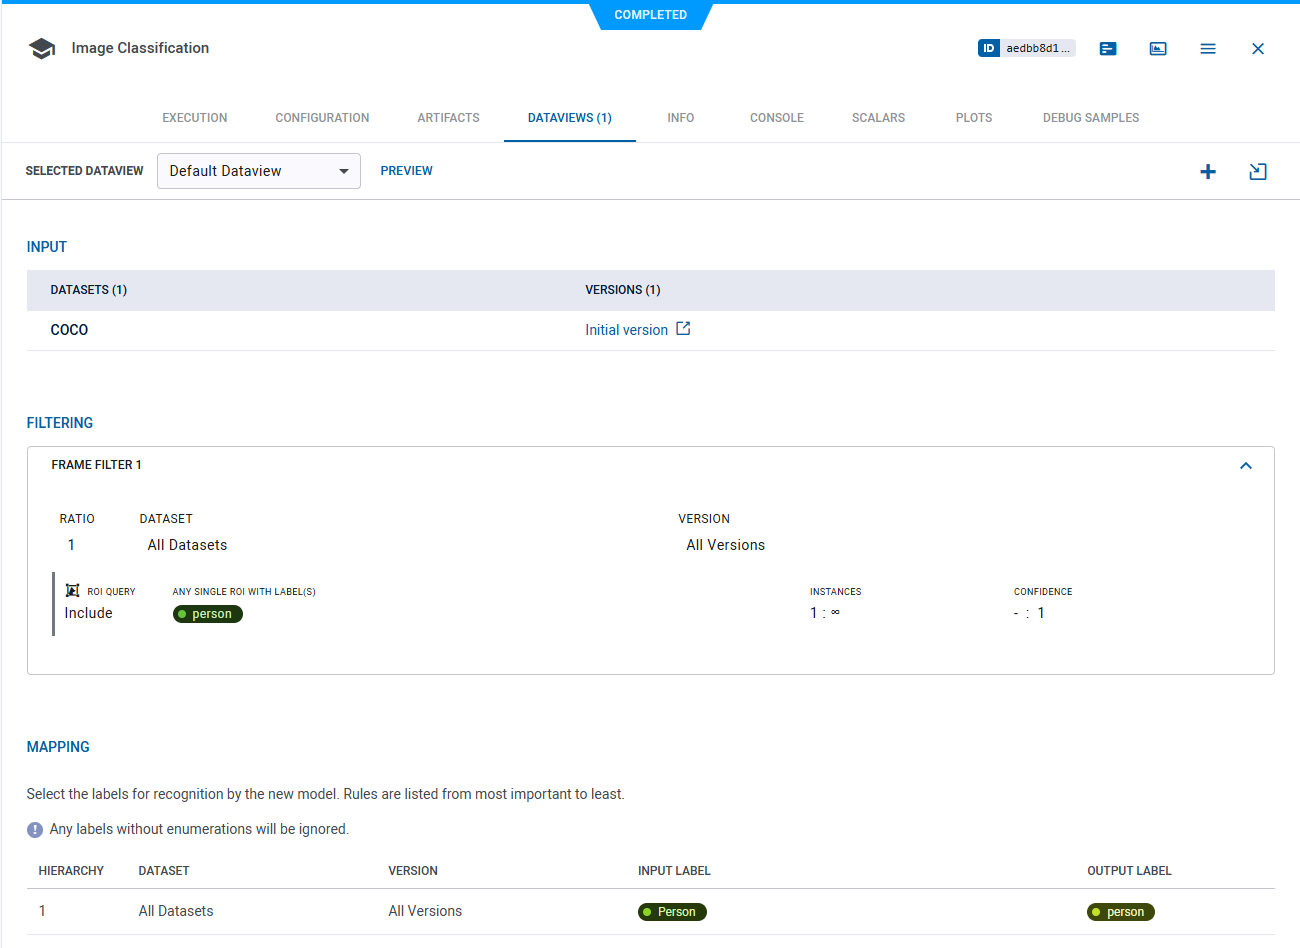 COMPLETED
Image Classification
ID aedbb8d1...
EXECUTION CONFIGURATION ARTIFACTS DATAVIEWS (1) INFO CONSOLE SCALARS PLOTS DEBUG SAMPLES
SELECTED DATAVIEW Default Dataview PREVIEW
INPUT
DATASETS (1) VERSIONS (1)
COCO Initial version
FILTERING
FRAME FILTER 1
RATIO DATASET VERSION
1 All Datasets All Versions
ROI QUERY ANY SINGLE ROI WITH LABEL(S) INSTANCES CONFIDENCE
Include person 1 : ∞ - : 1
MAPPING
Select the labels for recognition by the new model. Rules are listed from most important to least.
Any labels without enumerations will be ignored.
HIERARCHY DATASET VERSION INPUT LABEL OUTPUT LABEL
1 All Datasets All Versions Person person